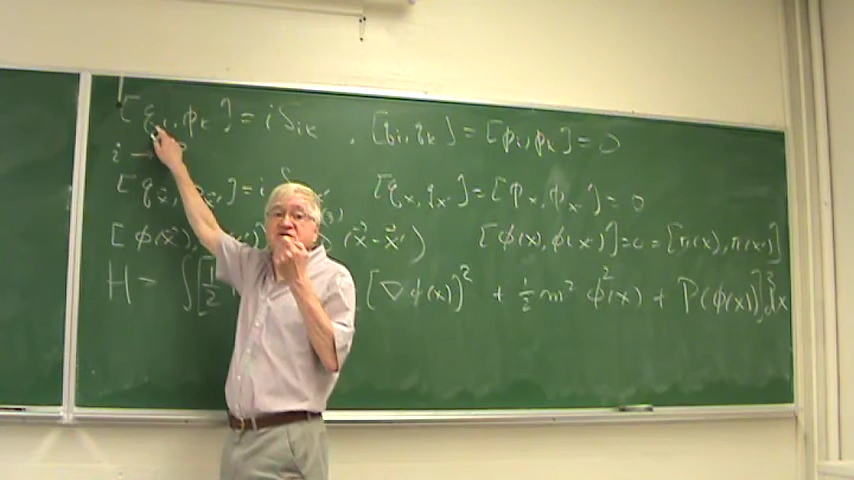 [q_i, p_k] = i δ_ik , [q_i, q_k] = [p_i, p_k] = 0
i →
[q_x⃗, p_x⃗'] = i δ [q_x, q_x'] = [p_x, p_x'] = 0
[ϕ(x⃗), (3) (x⃗ - x⃗') [ϕ(x), ϕ(x')] = 0 = [π(x), π(x')]
H = ∫[ 1/2 [∇ϕ(x)]² + 1/2 m² ϕ²(x) + P(ϕ(x))] d³x